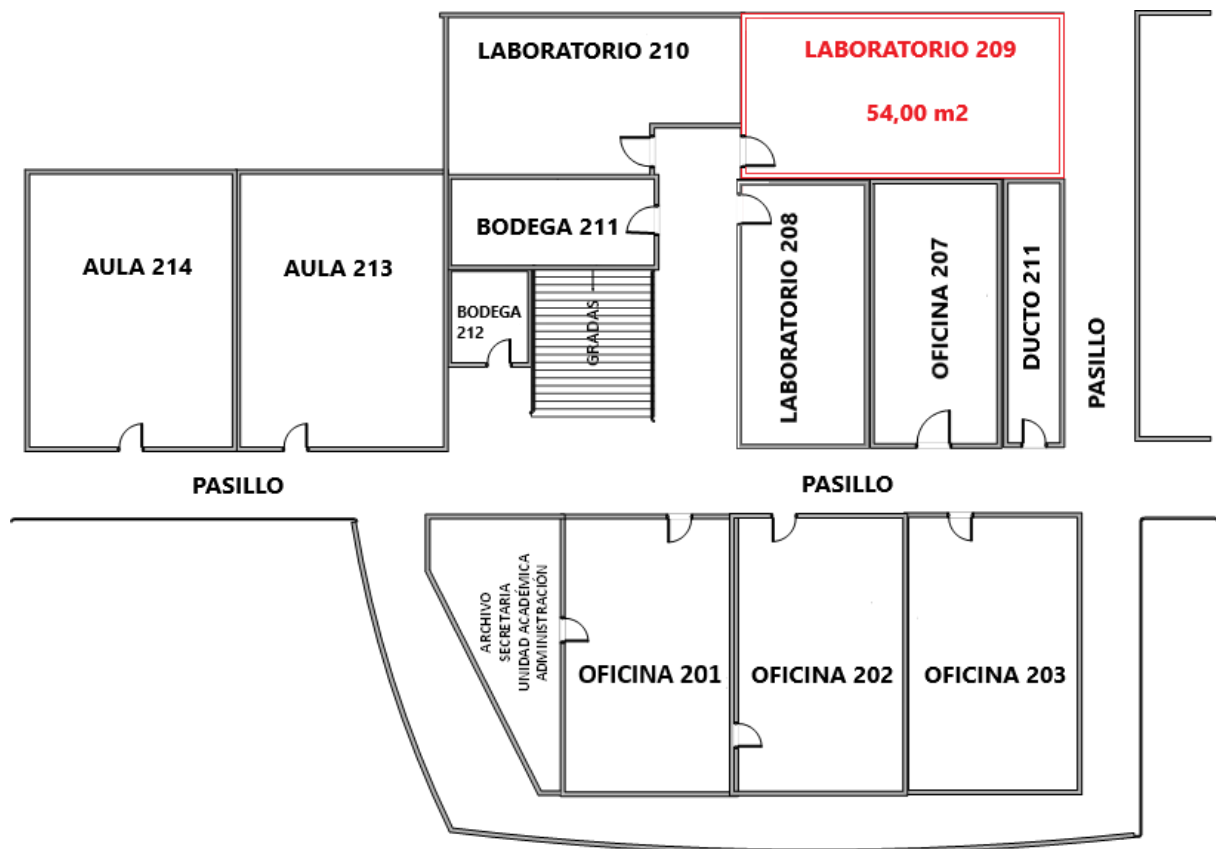 LABORATORIO 210
LABORATORIO 209
54,00 m2
BODEGA 211
AULA 214
AULA 213
BODEGA
212
GRADAS
LABORATORIO 208
OFICINA 207
DUCTO 211
PASILLO
PASILLO
PASILLO
ARCHIVO
SECRETARIA
UNIDAD ACADÉMICA
ADMINISTRACIÓN
OFICINA 201
OFICINA 202
OFICINA 203